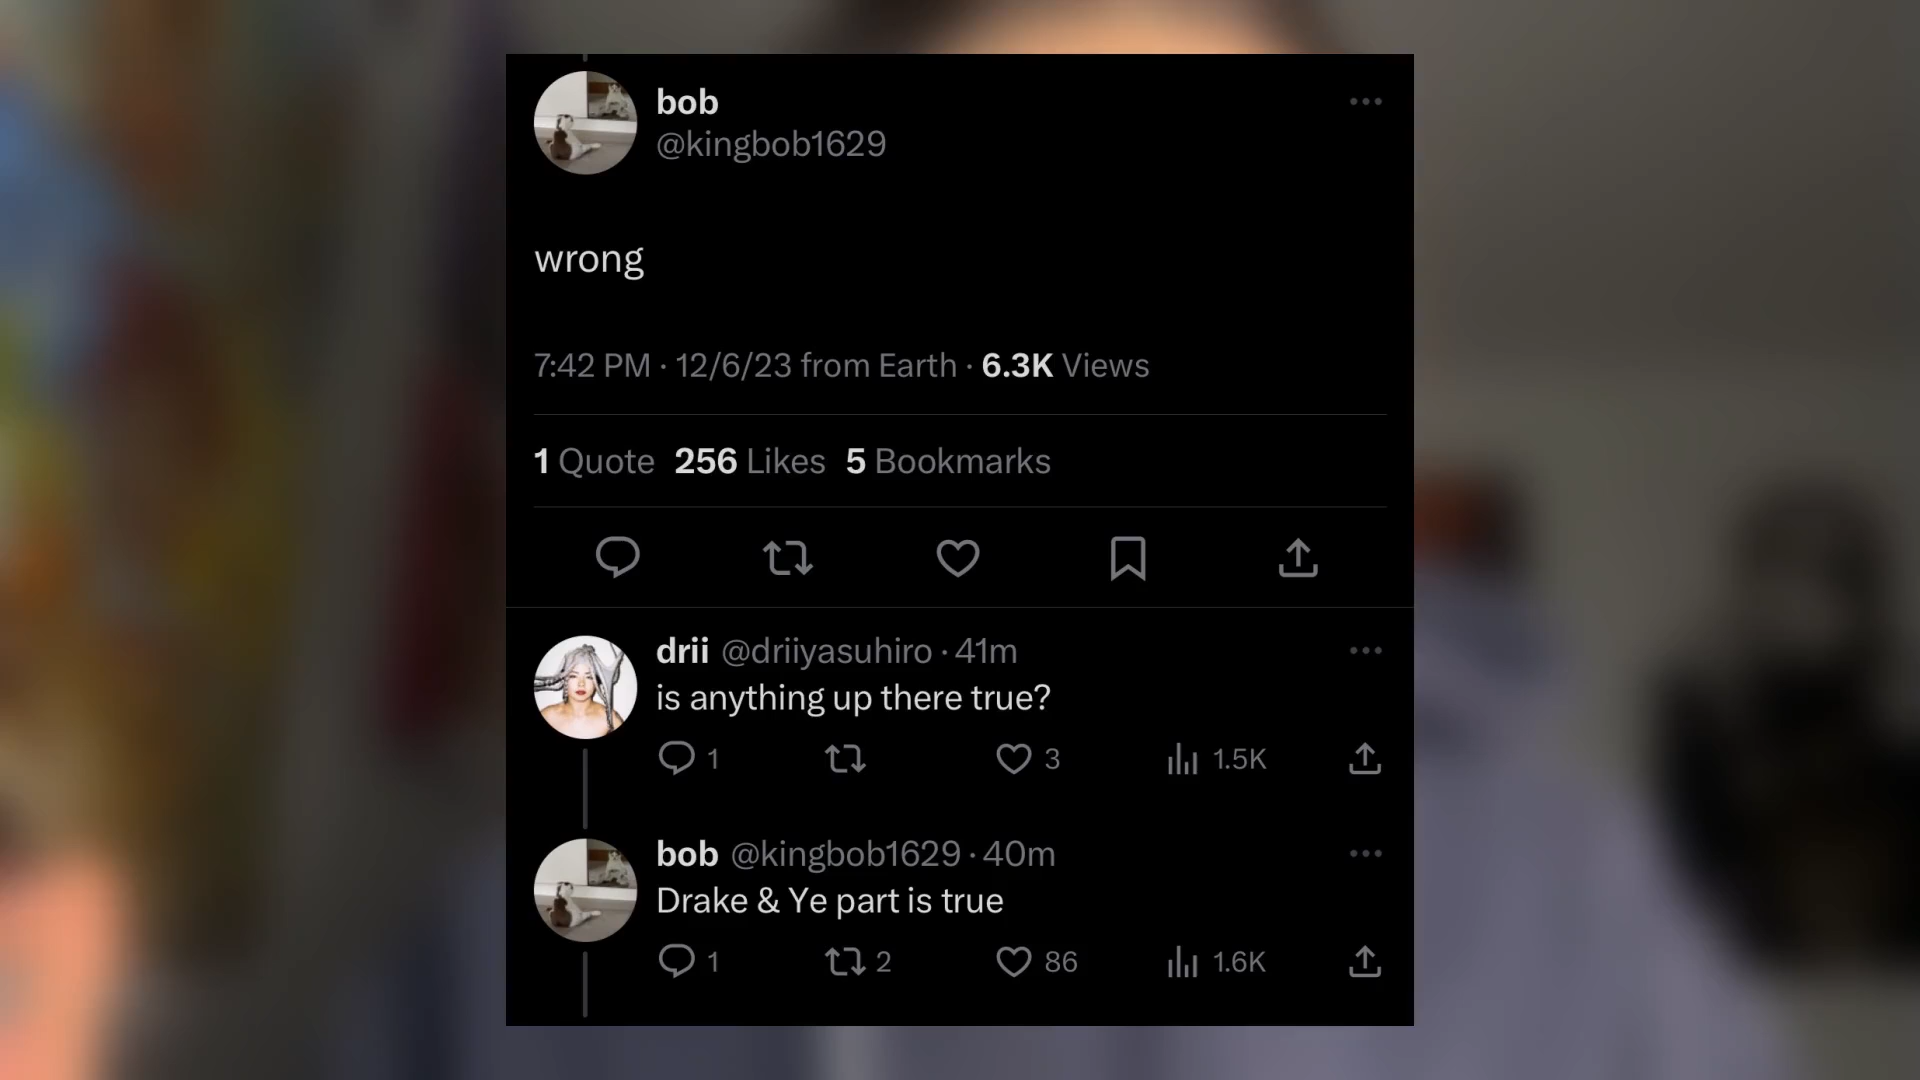 bob
@kingbob1629
wrong
7:42 PM · 12/6/23 from Earth · 6.3K Views
1 Quote 256 Likes 5 Bookmarks
drii @driiyasuhiro · 41m
is anything up there true?
1 3 1.5K
bob @kingbob1629 · 40m
Drake & Ye part is true
1 2 86 1.6K